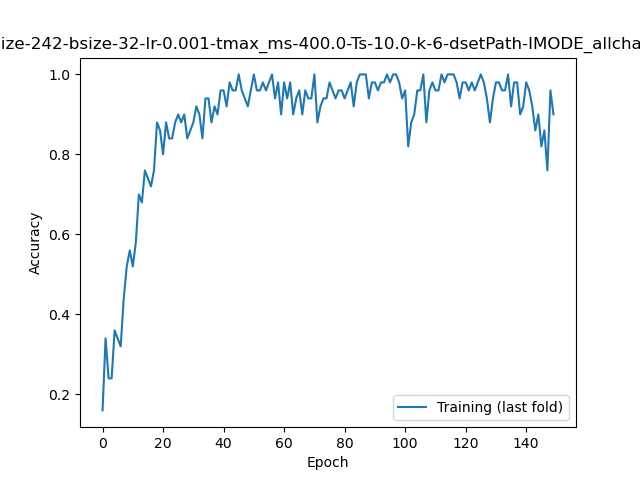 ize-242-bsize-32-lr-0.001-tmax_ms-400.0-Ts-10.0-k-6-dsetPath-IMODE_allcha
1.0
0.8
0.6
0.4
0.2
Accuracy
Training (last fold)
0 20 40 60 80 100 120 140
Epoch